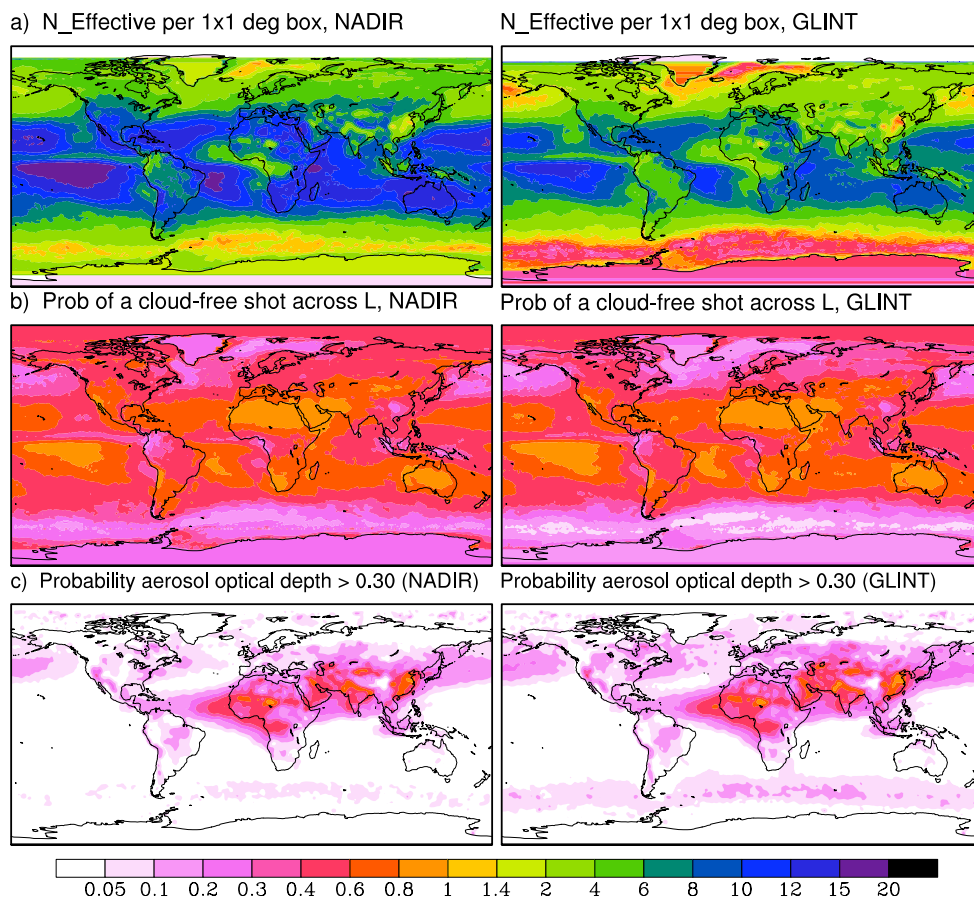 a) N_Effective per 1x1 deg box, NADIR
N_Effective per 1x1 deg box, GLINT
b) Prob of a cloud-free shot across L, NADIR
Prob of a cloud-free shot across L, GLINT
c) Probability aerosol optical depth > 0.30 (NADIR)
Probability aerosol optical depth > 0.30 (GLINT)
0.05 0.1 0.2 0.3 0.4 0.6 0.8 1 1.4 2 4 6 8 10 12 15 20